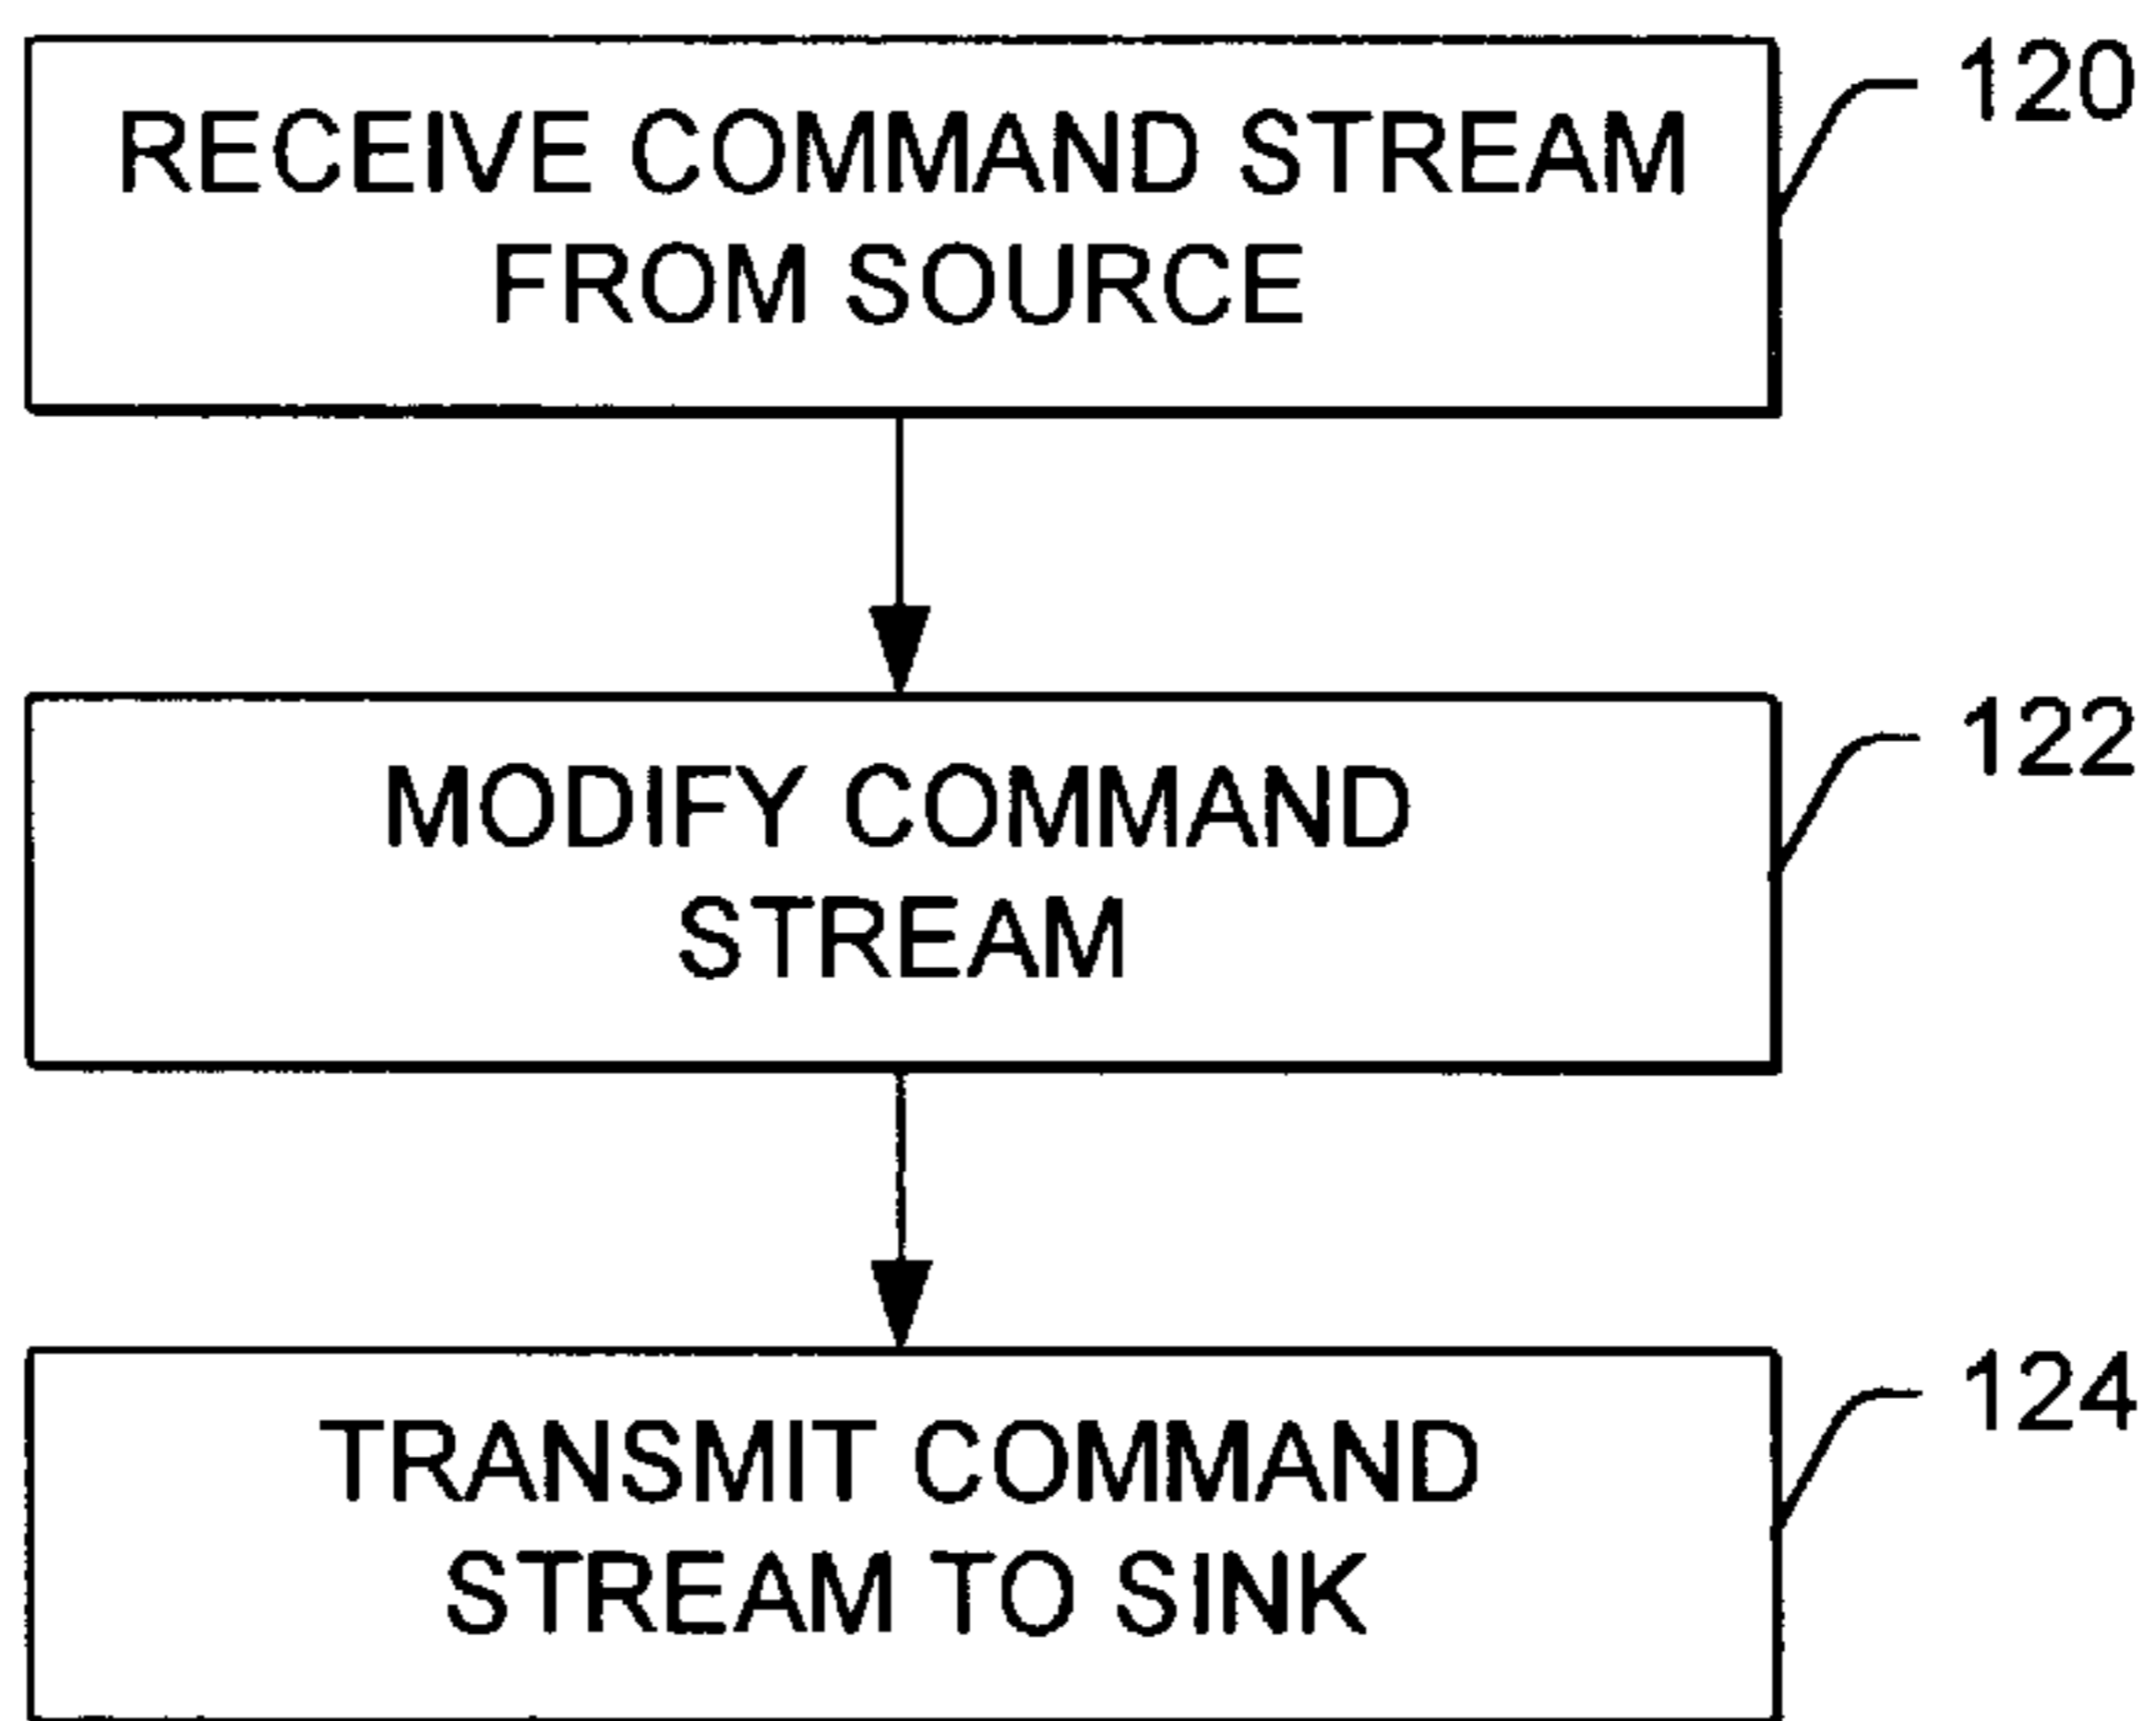 RECEIVE COMMAND STREAM
FROM SOURCE
120
MODIFY COMMAND
STREAM
122
TRANSMIT COMMAND
STREAM TO SINK
124